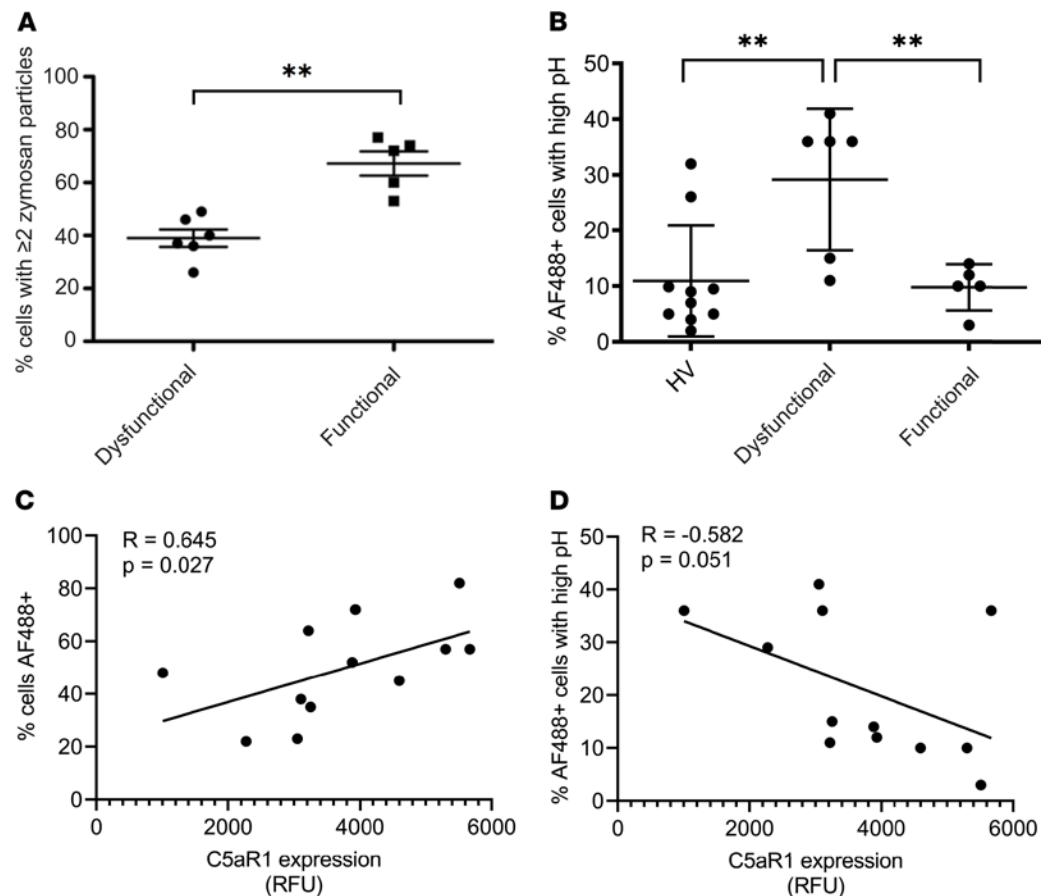 A
**
% cells with ≥2 zymosan particles
100
80
60
40
20
0
Dysfunctional
Functional
B
**
**
% AF488+ cells with high pH
50
40
30
20
10
0
HV
Dysfunctional
Functional
C
R = 0.645
p = 0.027
% cells AF488+
100
80
60
40
20
0
0
2000
4000
6000
C5aR1 expression
(RFU)
D
R = -0.582
p = 0.051
% AF488+ cells with high pH
50
40
30
20
10
0
0
2000
4000
6000
C5aR1 expression
(RFU)